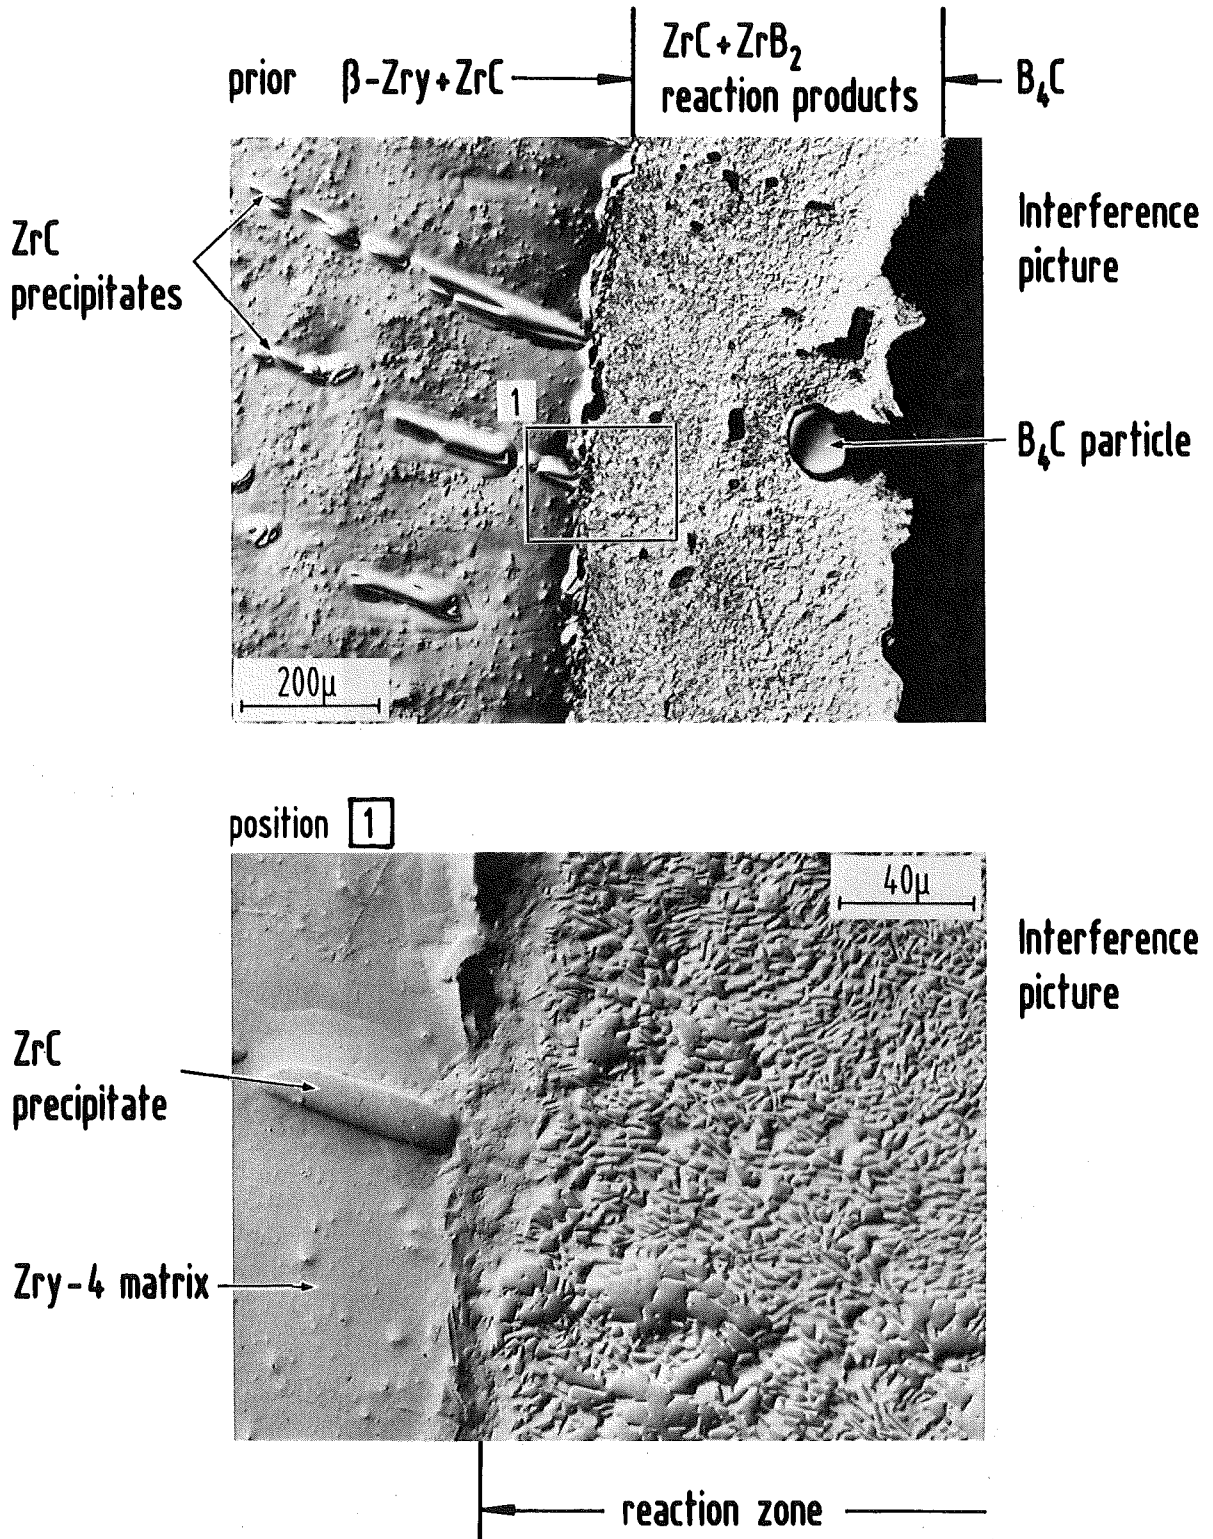 prior β-Zry+ZrC
ZrC+ZrB₂
reaction products
B₄C
ZrC
precipitates
Interference
picture
1
B₄C particle
200μ
position 1
40μ
Interference
picture
ZrC
precipitate
Zry-4 matrix
reaction zone